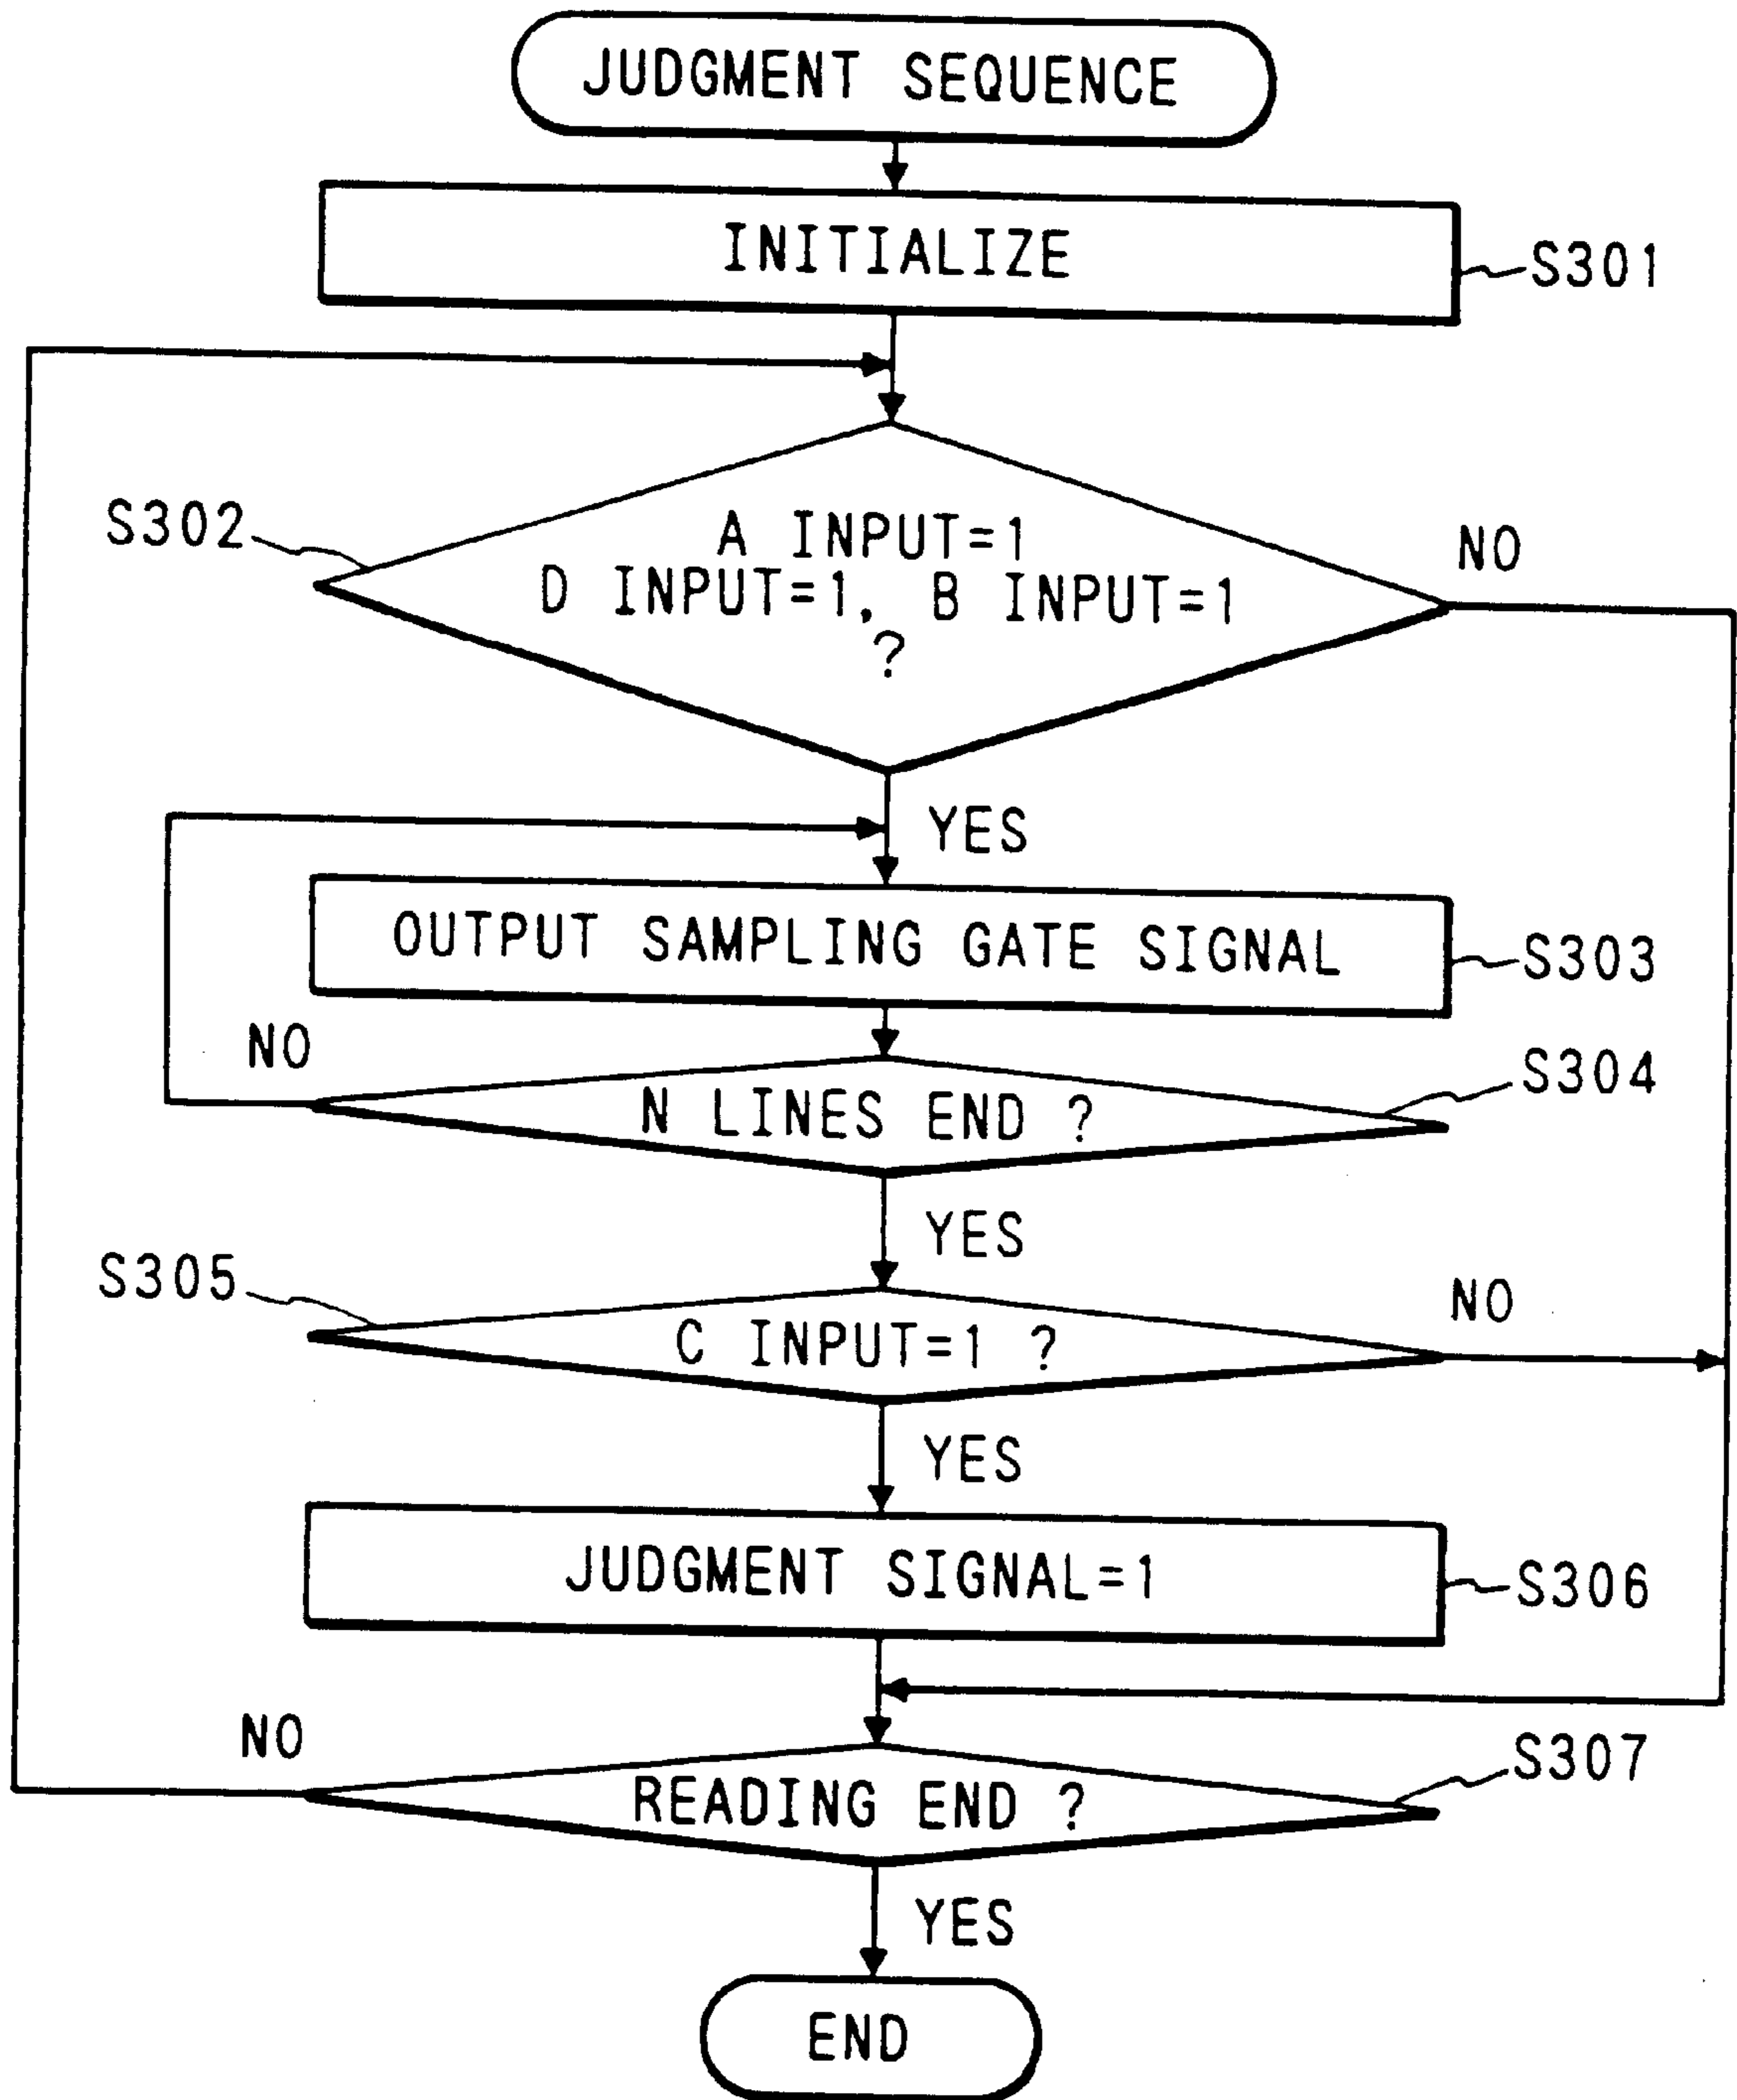 JUDGMENT SEQUENCE
INITIALIZE
S301
S302
A INPUT=1
D INPUT=1, B INPUT=1
?
NO
YES
OUTPUT SAMPLING GATE SIGNAL
S303
NO
N LINES END ?
S304
YES
S305
C INPUT=1 ?
NO
YES
JUDGMENT SIGNAL=1
S306
NO
READING END ?
S307
YES
END